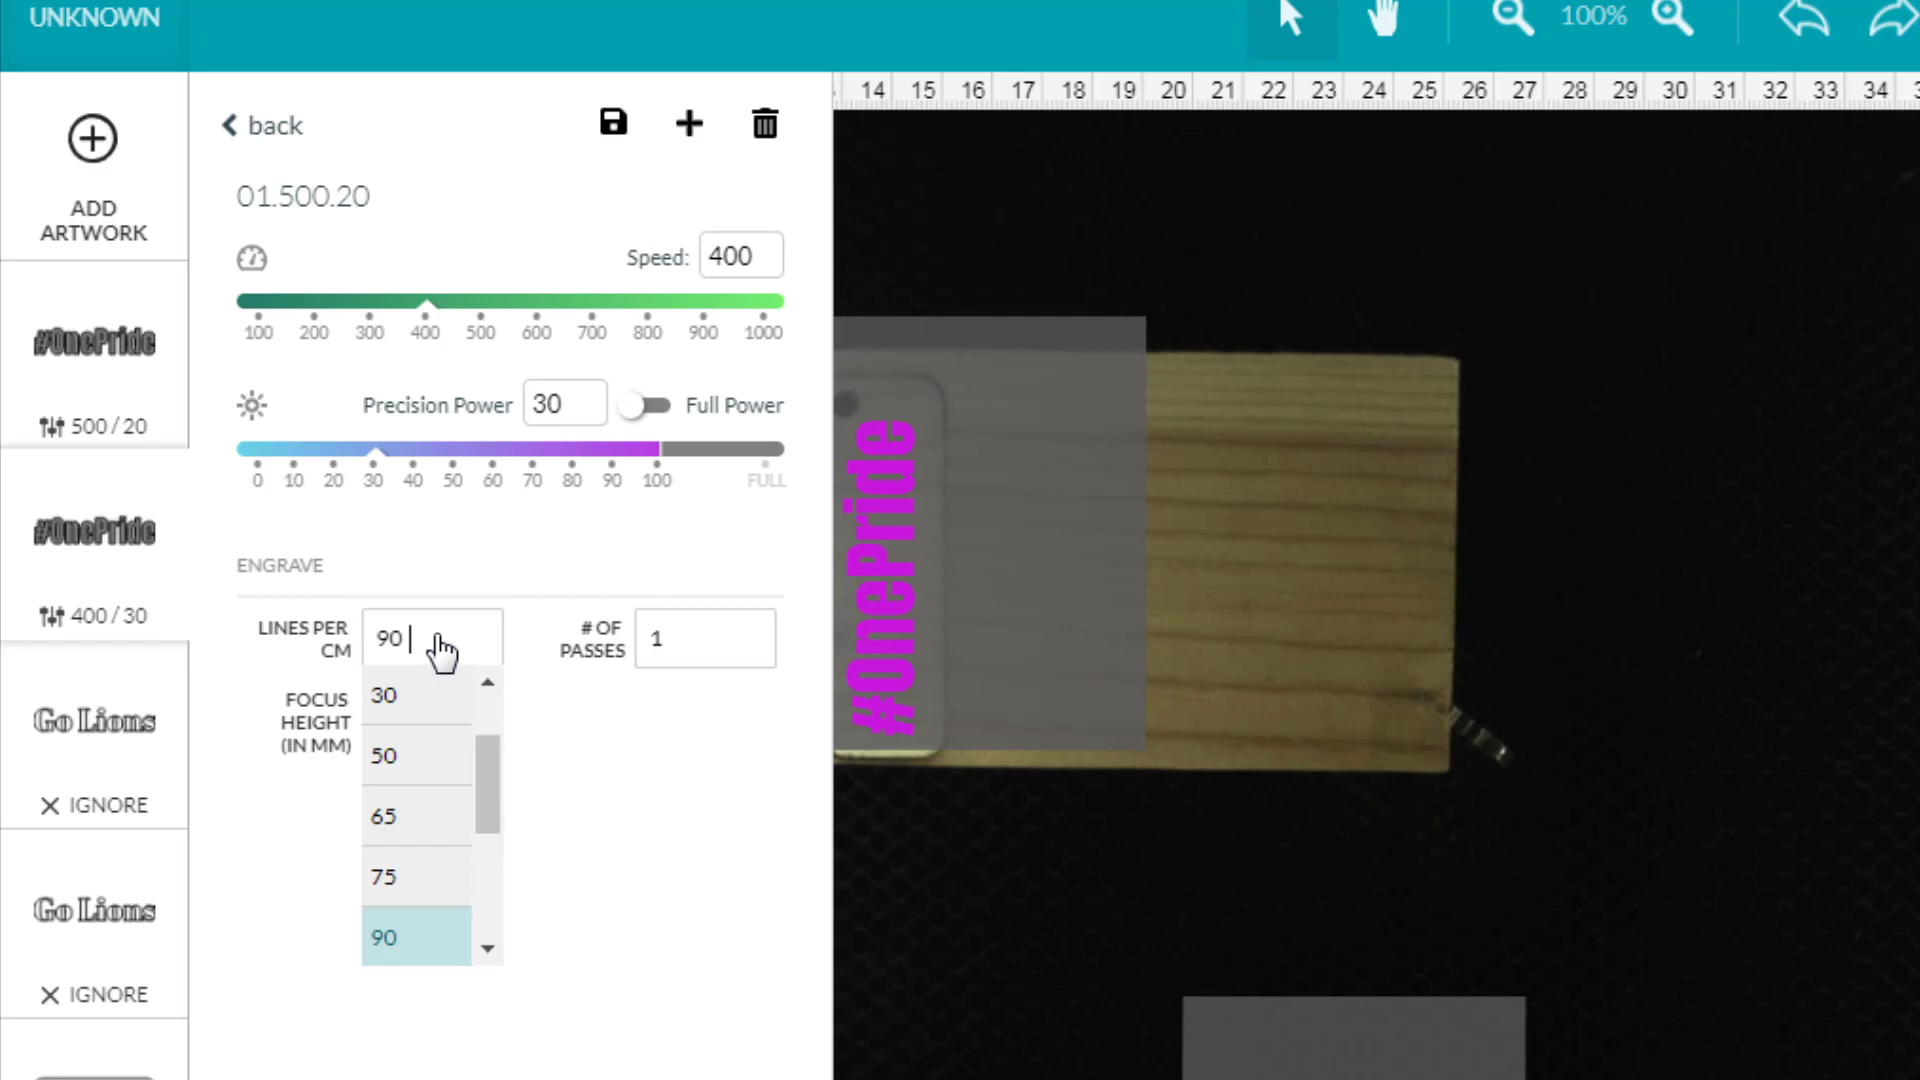 UNKNOWN
100%
ADD
ARTWORK
#OnePride
500 / 20
#OnePride
400 / 30
Go Lions
IGNORE
Go Lions
IGNORE
back
01.500.20
Speed: 400
100 200 300 400 500 600 700 800 900 1000
Precision Power 30 Full Power
0 10 20 30 40 50 60 70 80 90 100 FULL
ENGRAVE
LINES PER
CM
90
# OF
PASSES
1
FOCUS
HEIGHT
(IN MM)
30
50
65
75
90
14 15 16 17 18 19 20 21 22 23 24 25 26 27 28 29 30 31 32 33 34
#OnePride